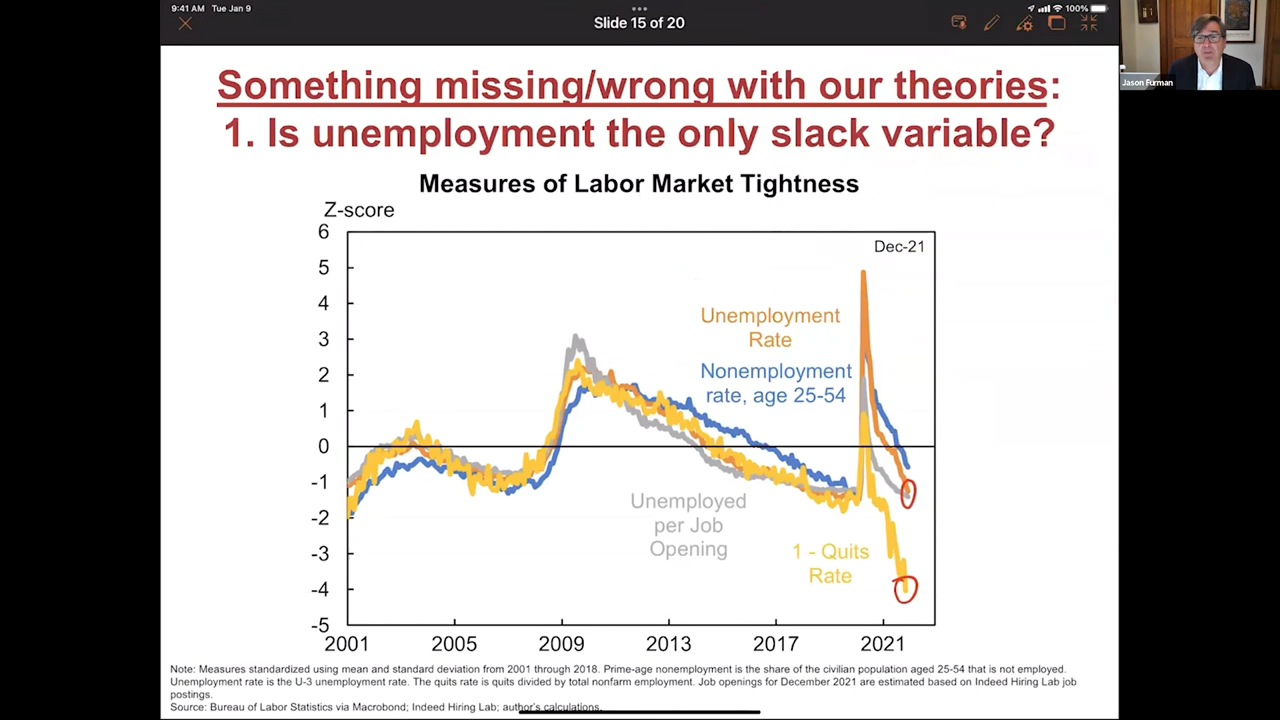 9:41 AM Tue Jan 9
100%
Slide 15 of 20
Jason Furman
Something missing/wrong with our theories:
1. Is unemployment the only slack variable?
Measures of Labor Market Tightness
Z-score
6
5
4
3
2
1
0
-1
-2
-3
-4
-5
Dec-21
Unemployment
Rate
Nonemployment
rate, age 25-54
Unemployed
per Job
Opening
1 - Quits
Rate
2001 2005 2009 2013 2017 2021
Note: Measures standardized using mean and standard deviation from 2001 through 2018. Prime-age nonemployment is the share of the civilian population aged 25-54 that is not employed.
Unemployment rate is the U-3 unemployment rate. The quits rate is quits divided by total nonfarm employment. Job openings for December 2021 are estimated based on Indeed Hiring Lab job
postings.
Source: Bureau of Labor Statistics via Macrobond; Indeed Hiring Lab; author's calculations.